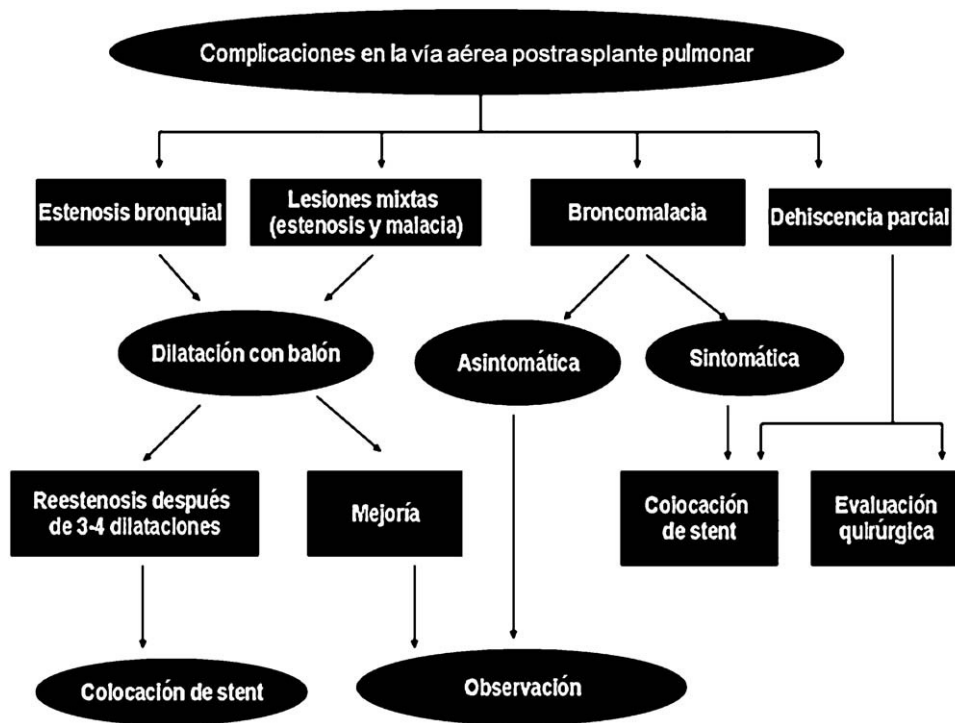 Complicaciones en la vía aérea postrasplante pulmonar
Estenosis bronquial
Lesiones mixtas
(estenosis y malacia)
Broncomalacia
Dehiscencia parcial
Dilatación con balón
Asintomática
Sintomática
Reestenosis después
de 3-4 dilataciones
Mejoría
Colocación
de stent
Evaluación
quirúrgica
Colocación de stent
Observación